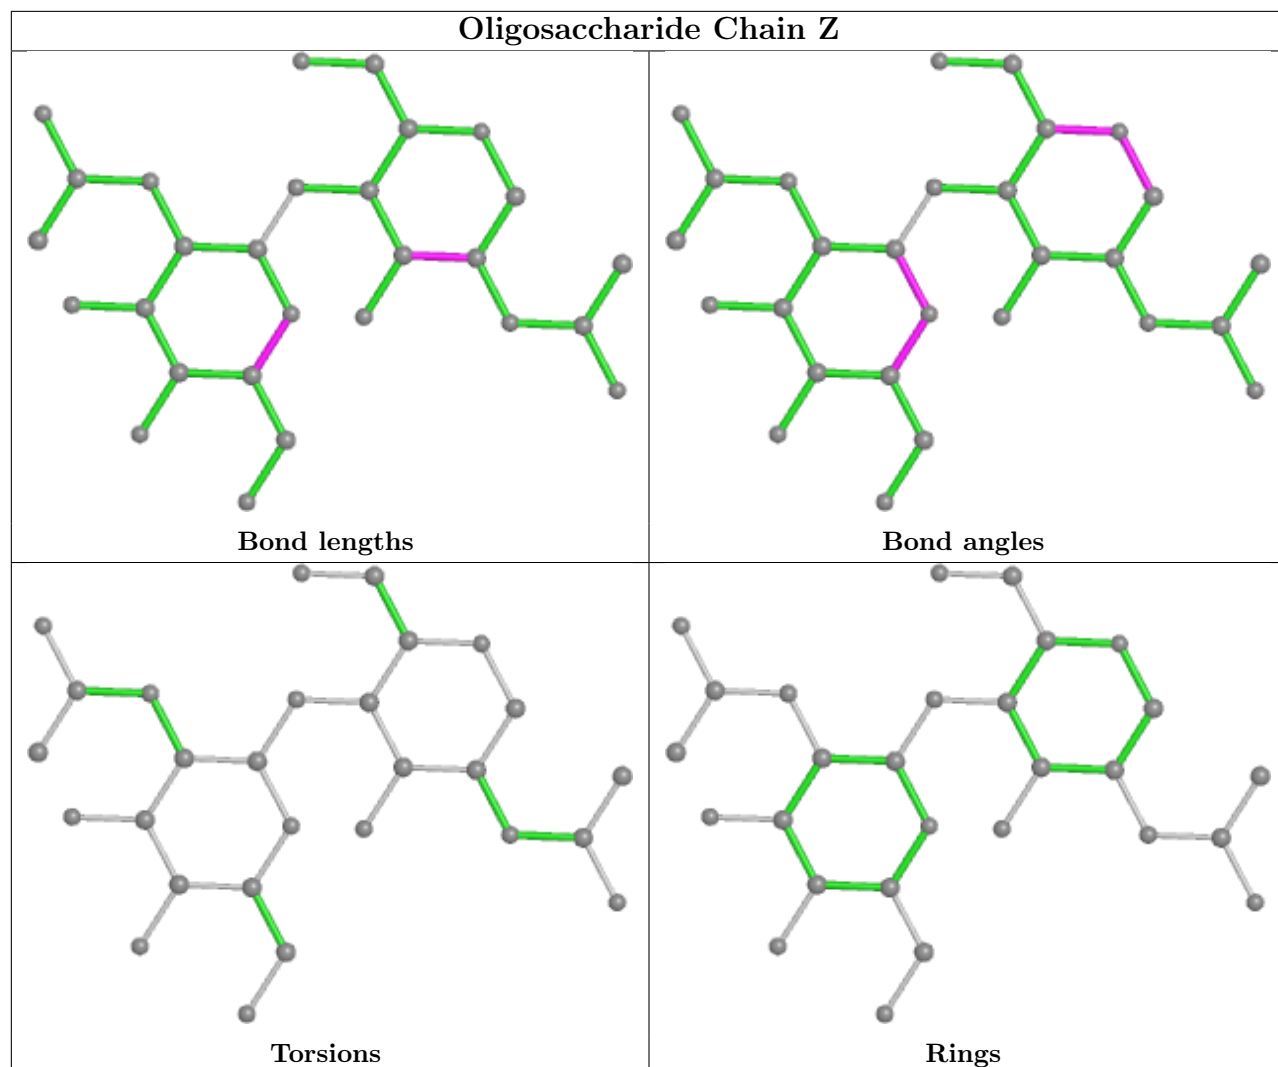 Oligosaccharide Chain Z
Bond lengths
Bond angles
Torsions
Rings